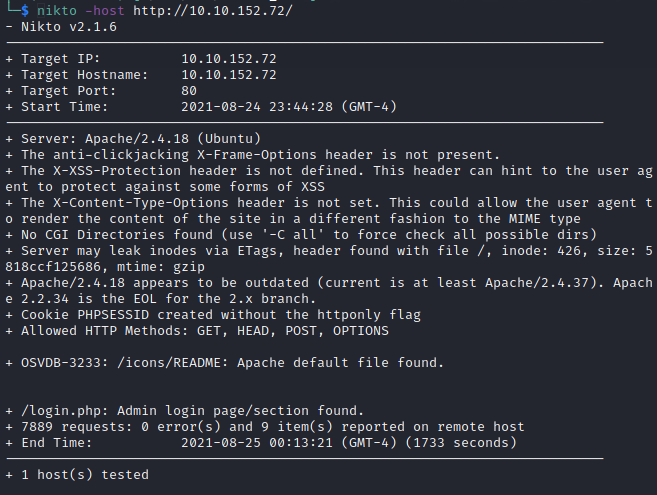 └─$ nikto -host http://10.10.152.72/
- Nikto v2.1.6
+ Target IP:          10.10.152.72
+ Target Hostname:    10.10.152.72
+ Target Port:        80
+ Start Time:         2021-08-24 23:44:28 (GMT-4)
+ Server: Apache/2.4.18 (Ubuntu)
+ The anti-clickjacking X-Frame-Options header is not present.
+ The X-XSS-Protection header is not defined. This header can hint to the user ag
ent to protect against some forms of XSS
+ The X-Content-Type-Options header is not set. This could allow the user agent t
o render the content of the site in a different fashion to the MIME type
+ No CGI Directories found (use '-C all' to force check all possible dirs)
+ Server may leak inodes via ETags, header found with file /, inode: 426, size: 5
818ccf125686, mtime: gzip
+ Apache/2.4.18 appears to be outdated (current is at least Apache/2.4.37). Apach
e 2.2.34 is the EOL for the 2.x branch.
+ Cookie PHPSESSID created without the httponly flag
+ Allowed HTTP Methods: GET, HEAD, POST, OPTIONS
+ OSVDB-3233: /icons/README: Apache default file found.
+ /login.php: Admin login page/section found.
+ 7889 requests: 0 error(s) and 9 item(s) reported on remote host
+ End Time:           2021-08-25 00:13:21 (GMT-4) (1733 seconds)
+ 1 host(s) tested